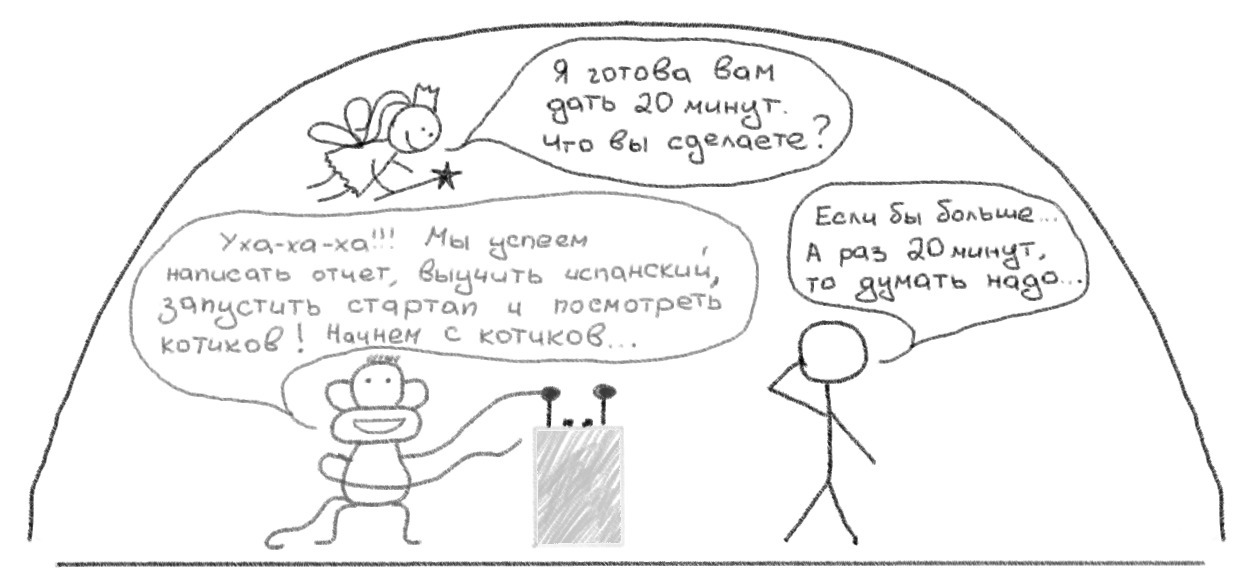 Я готова вам
дать 20 минут.
Что вы сделаете?
Уха-ха-ха!!! Мы успеем
написать отчет, выучить испанский,
запустить стартап и посмотреть
котиков! Начнем с котиков...
Если бы больше...
А раз 20 минут,
то думать надо...